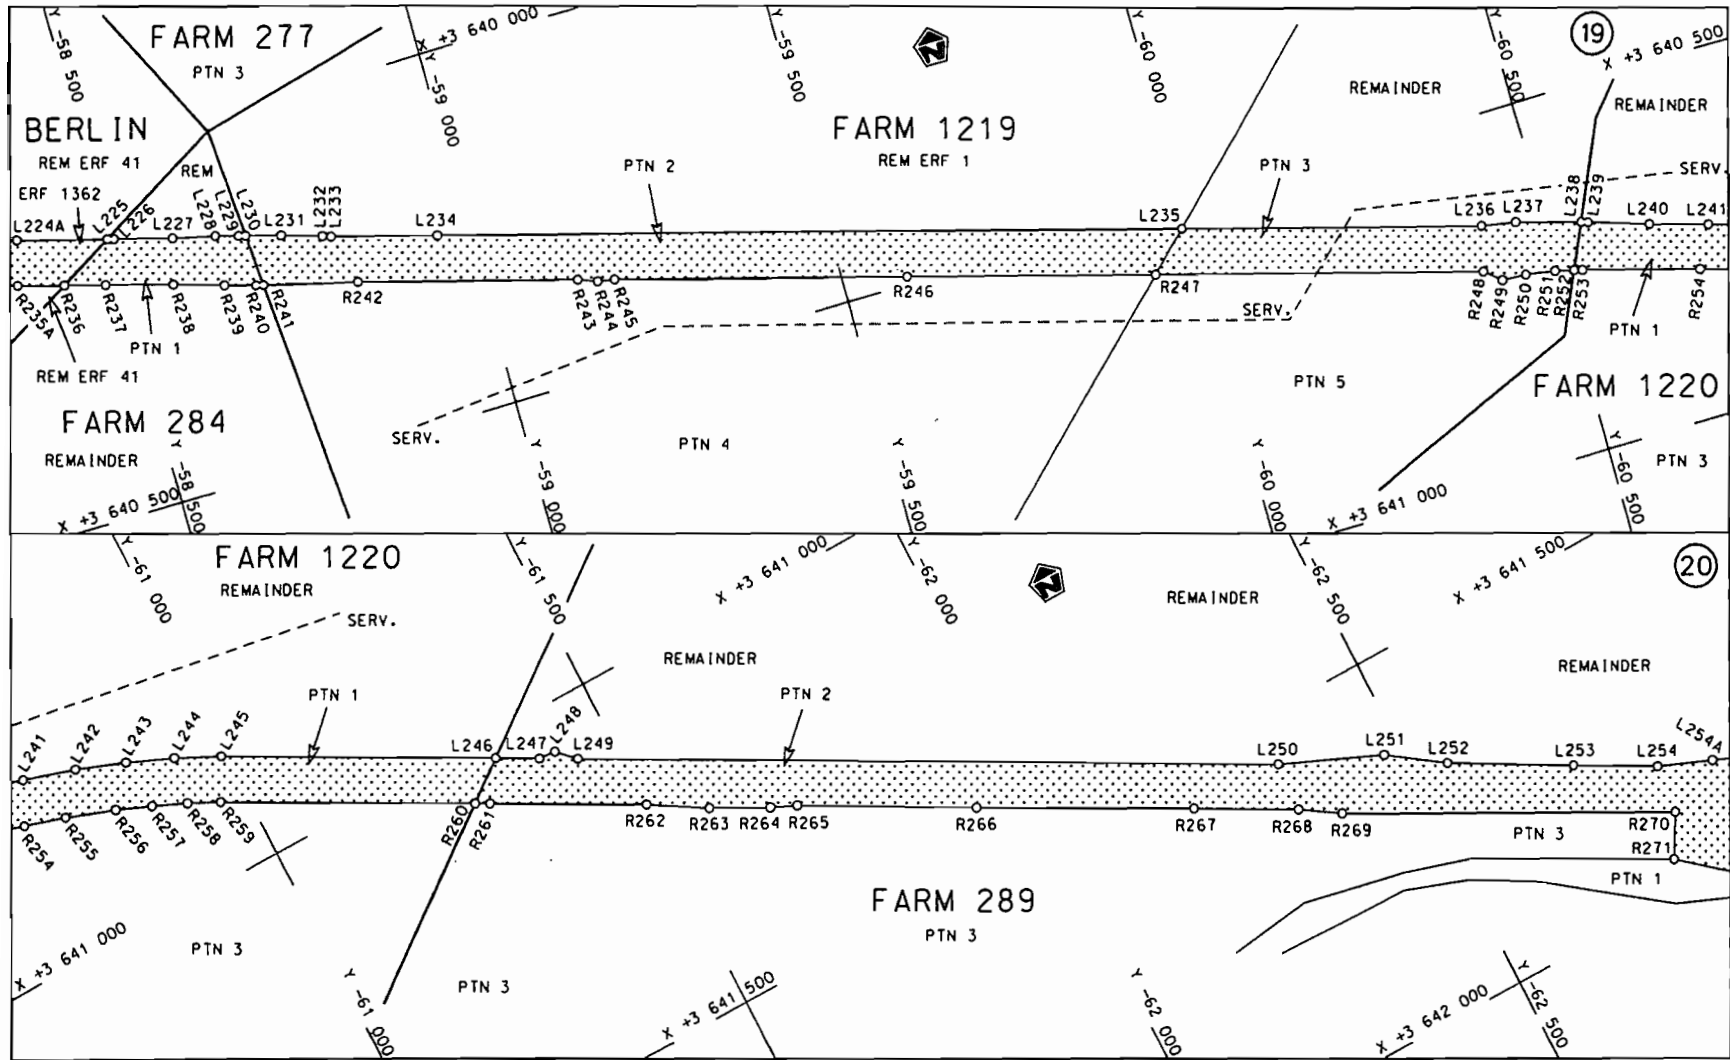 Y -58 500
FARM 277
PTN 3
X +3 640 000
Y -59 000
Y -59 500
N
Y -60 000
Y -60 500
19
X +3 640 500
BERLIN
REM ERF 41
ERF 1362
REM
FARM 1219
REM ERF 1
REMAINDER
REMAINDER
PTN 2
PTN 3
SERV.
L224A
L225
L226
L227
L228
L229
L230
L231
L232
L233
L234
L235
L236
L237
L238
L239
L240
L241
R235A
R236
R237
R238
R239
R240
R241
R242
R243
R244
R245
R246
R247
R248
R249
R250
R251
R252
R253
R254
PTN 1
REM ERF 41
SERV.
PTN 1
PTN 5
FARM 1220
FARM 284
REMAINDER
SERV.
PTN 4
PTN 3
X +3 640 500
Y -58 500
Y -59 000
Y -59 500
Y -60 000
X +3 641 000
Y -60 500
Y -61 000
FARM 1220
REMAINDER
SERV.
Y -61 500
X +3 641 000
Y -62 000
N
REMAINDER
Y -62 500
X +3 641 500
20
REMAINDER
REMAINDER
PTN 1
PTN 2
L241
L242
L243
L244
L245
L246
L247
L248
L249
L250
L251
L252
L253
L254
L254A
R254
R255
R256
R257
R258
R259
R260
R261
R262
R263
R264
R265
R266
R267
R268
R269
R270
R271
PTN 3
PTN 1
FARM 289
PTN 3
X +3 641 000
PTN 3
PTN 3
Y -61 000
X +3 641 500
Y -62 000
X +3 642 000
Y -62 500